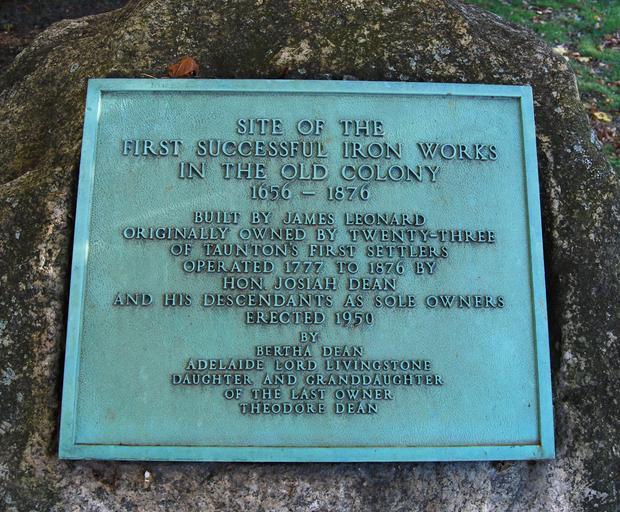 SITE OF THE
FIRST SUCCESSFUL IRON WORKS
IN THE OLD COLONY
1656 – 1876
BUILT BY JAMES LEONARD
ORIGINALLY OWNED BY TWENTY-THREE
OF TAUNTON'S FIRST SETTLERS
OPERATED 1777 TO 1876 BY
HON. JOSIAH DEAN
AND HIS DESCENDANTS AS SOLE OWNERS
ERECTED 1950
BY
BERTHA DEAN
ADELAIDE LORD LIVINGSTONE
DAUGHTER AND GRANDDAUGHTER
OF THE LAST OWNER
THEODORE DEAN